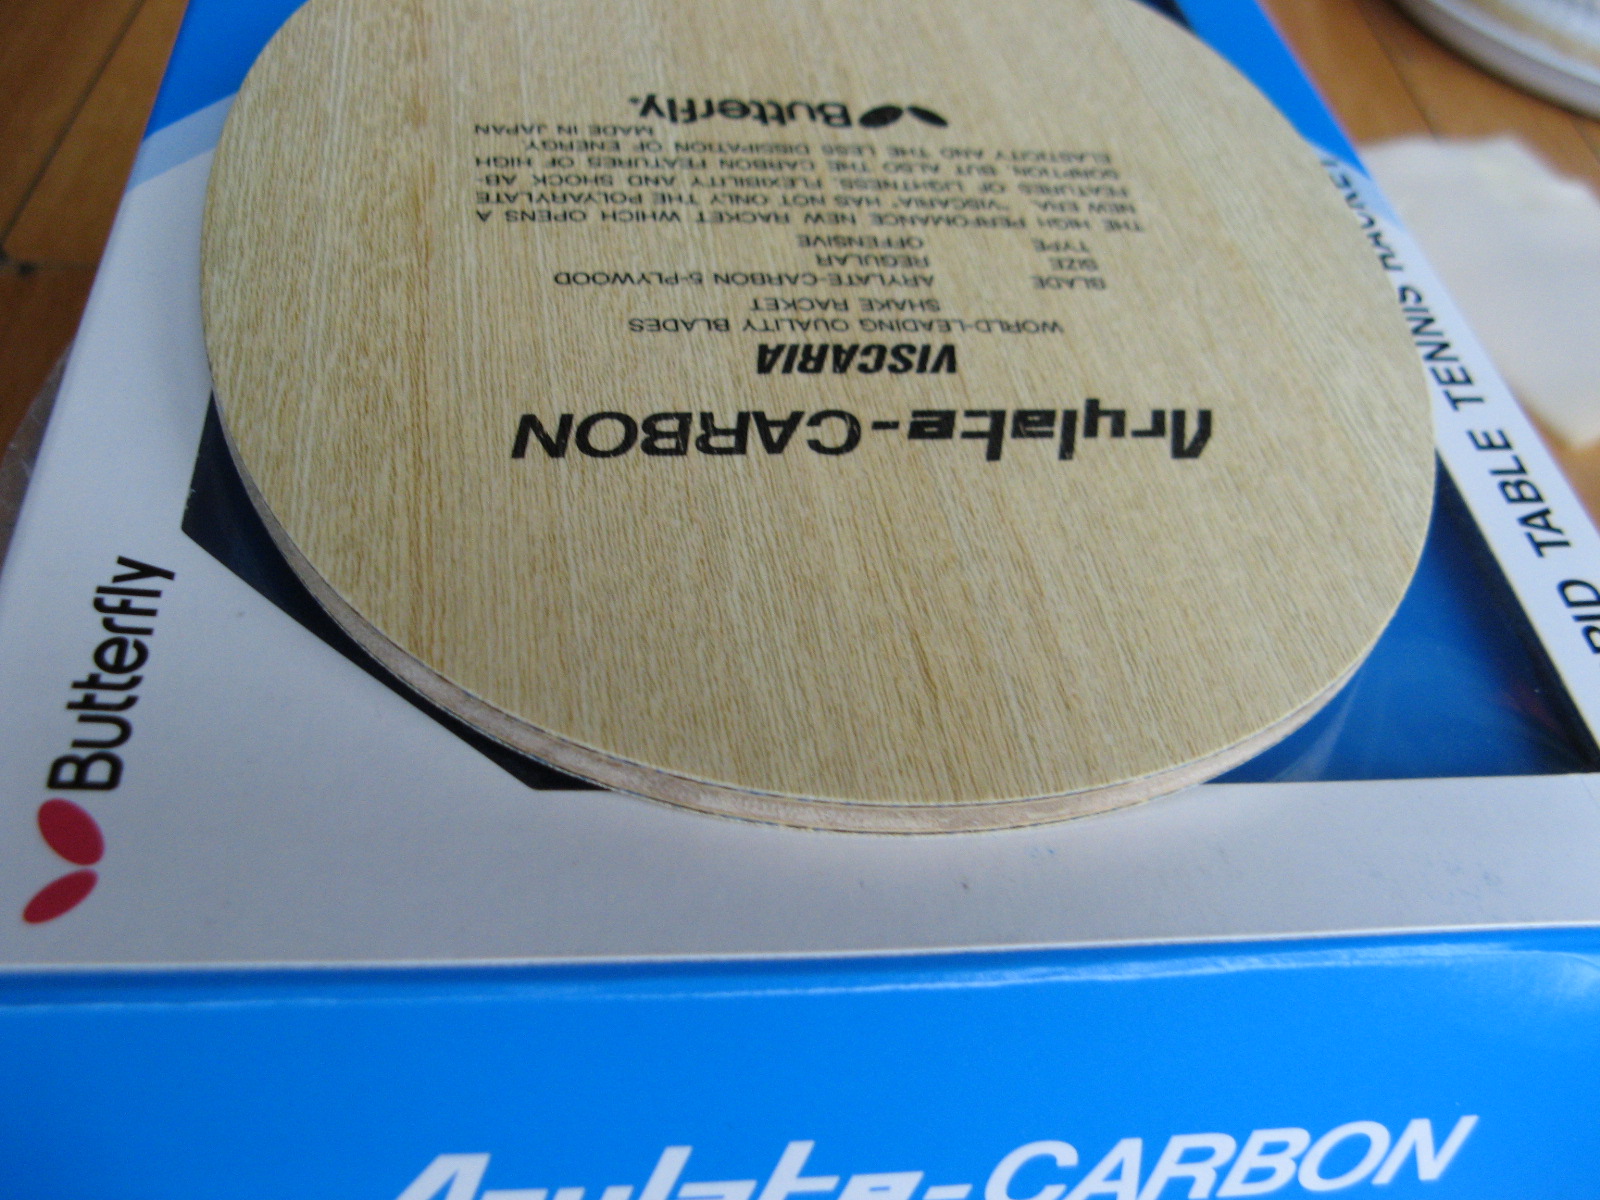 Arylate-CARBON
VISCARIA
WORLD-LEADING QUALITY BLADES
SHAKE RACKET
BLADE ARYLATE-CARBON 5-PLYWOOD
SIZE REGULAR
TYPE OFFENSIVE
THE HIGH PERFOMANCE NEW RACKET WHICH OPENS A
NEW ERA. "VISCARIA" HAS NOT ONLY THE POLYARYLATE
FEATURES OF LIGHTNESS, FLEXIBILITY AND SHOCK AB-
SORPTION, BUT ALSO THE CARBON FEATURES OF HIGH
ELASTICITY AND THE LESS DISSIPATION OF ENERGY.
MADE IN JAPAN
Butterfly.
Butterfly
TABLE TENNIS
Arylate-CARBON